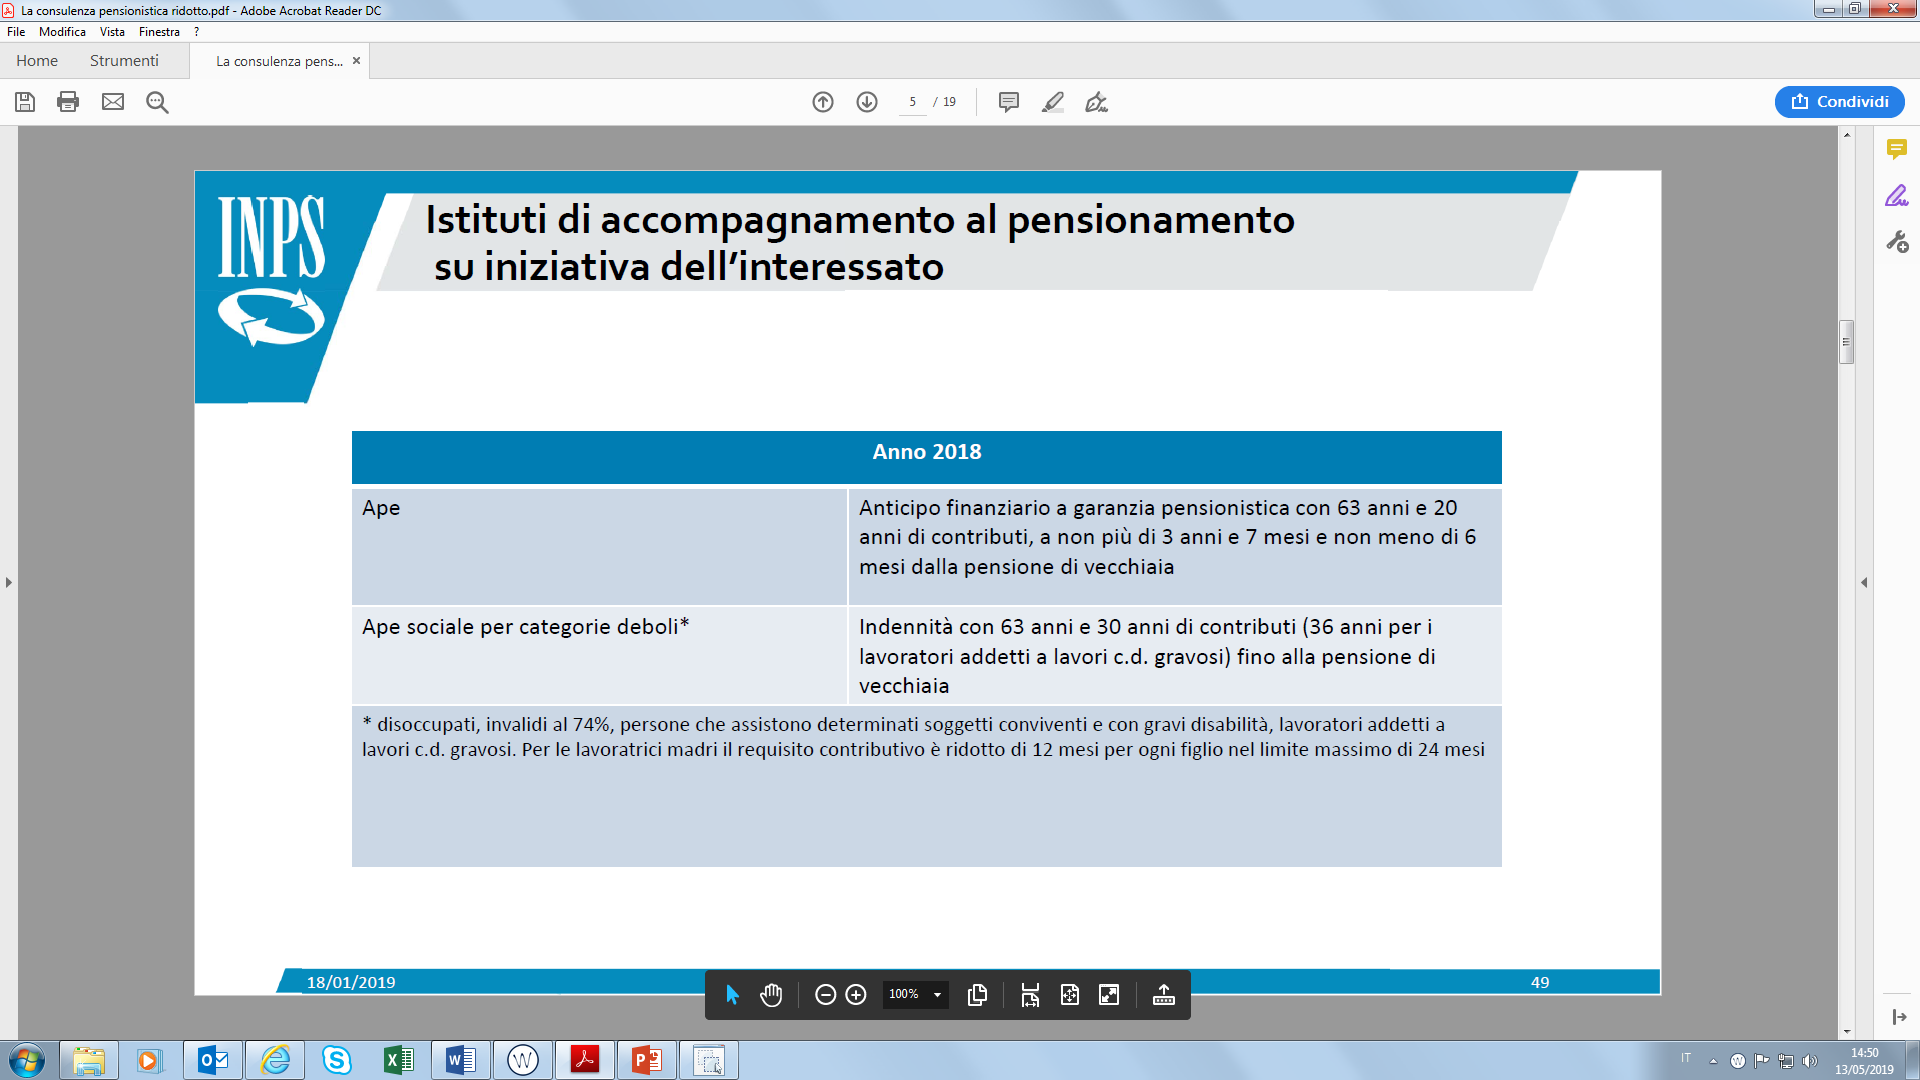 La consulenza pensionistica ridotto.pdf - Adobe Acrobat Reader DC
File Modifica Vista Finestra ?
Home Strumenti La consulenza pens... ×
5 / 19
Condividi
INPS
Istituti di accompagnamento al pensionamento
su iniziativa dell’interessato
Anno 2018
Ape
Anticipo finanziario a garanzia pensionistica con 63 anni e 20
anni di contributi, a non più di 3 anni e 7 mesi e non meno di 6
mesi dalla pensione di vecchiaia
Ape sociale per categorie deboli*
Indennità con 63 anni e 30 anni di contributi (36 anni per i
lavoratori addetti a lavori c.d. gravosi) fino alla pensione di
vecchiaia
* disoccupati, invalidi al 74%, persone che assistono determinati soggetti conviventi e con gravi disabilità, lavoratori addetti a
lavori c.d. gravosi. Per le lavoratrici madri il requisito contributivo è ridotto di 12 mesi per ogni figlio nel limite massimo di 24 mesi
18/01/2019
49
100%
IT
14:50
13/05/2019